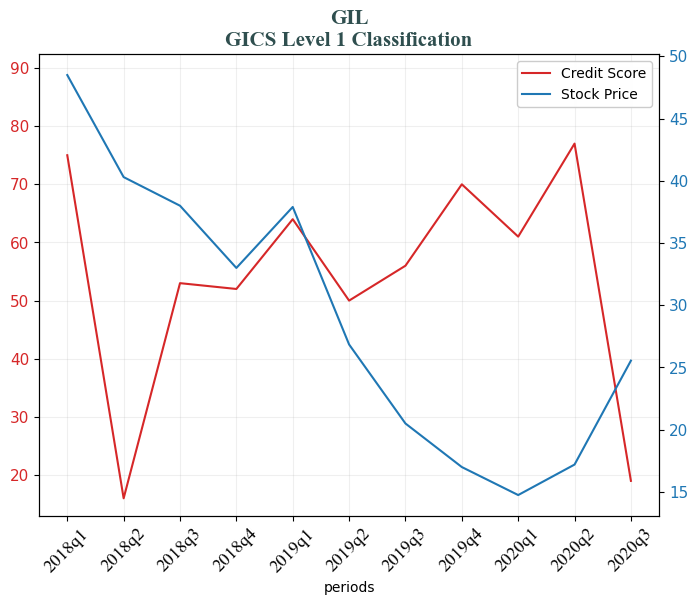 GIL
GICS Level 1 Classification
Credit Score
Stock Price
90
80
70
60
50
40
30
20
50
45
40
35
30
25
20
15
2018q1
2018q2
2018q3
2018q4
2019q1
2019q2
2019q3
2019q4
2020q1
2020q2
2020q3
periods